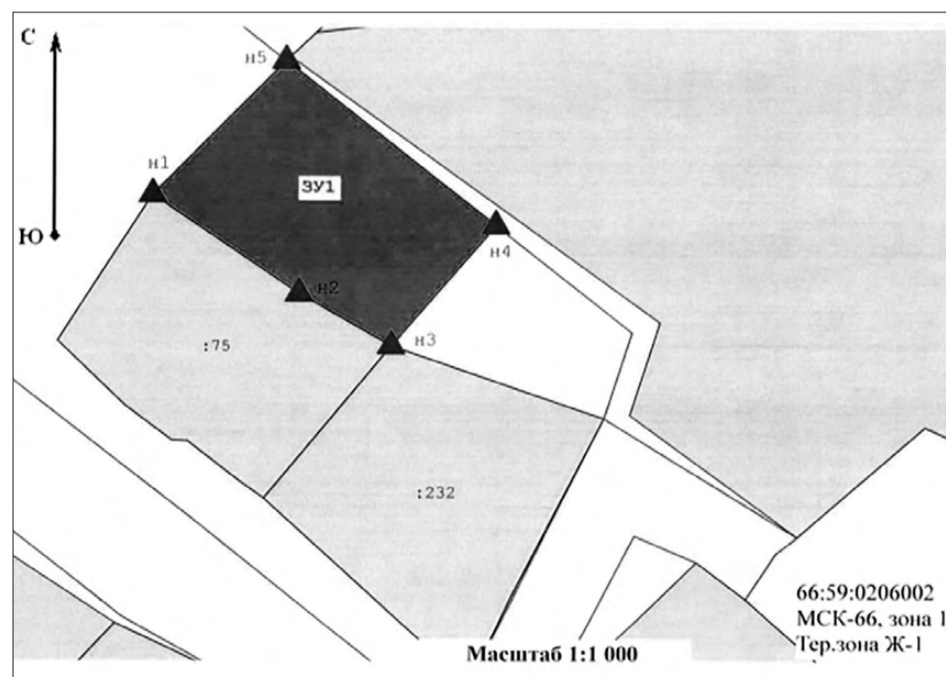 С
н5
н1
ЗУ1
Ю
н4
н2
н3
:75
:232
66:59:0206002
МСК-66, зона 1
Тер.зона Ж-1
Масштаб 1:1 000